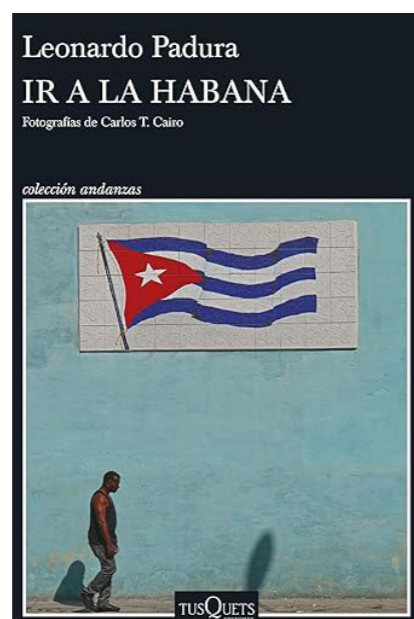 Leonardo Padura
IR A LA HABANA
Fotografías de Carlos T. Cairo
colección andanzas
TUSQUETS